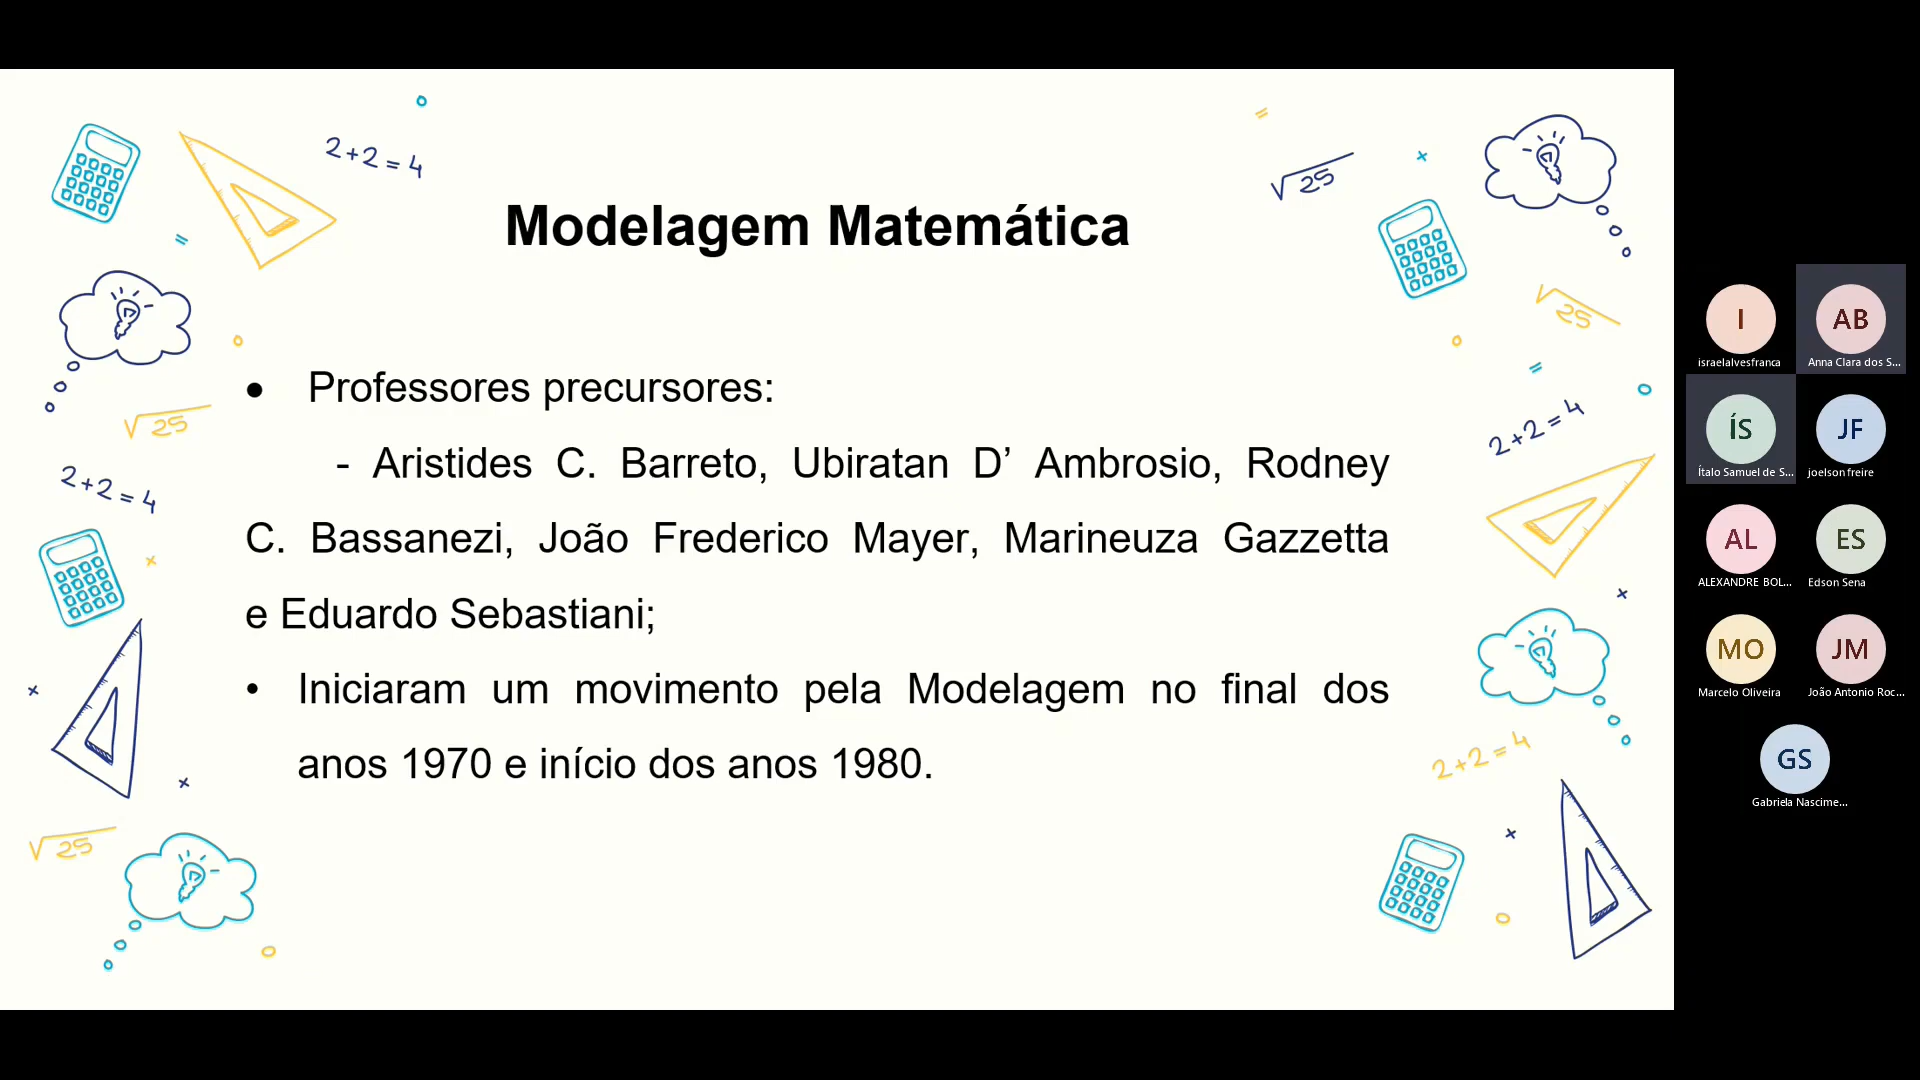 2+2=4
√25
Modelagem Matemática
√25
√25
2+2=4
2+2=4
• Professores precursores:
- Aristides C. Barreto, Ubiratan D’ Ambrosio, Rodney
C. Bassanezi, João Frederico Mayer, Marineuza Gazzetta
e Eduardo Sebastiani;
• Iniciaram um movimento pela Modelagem no final dos
anos 1970 e início dos anos 1980.
2+2=4
√25
I
israelalvesfranca
AB
Anna Clara dos S...
ÍS
Ítalo Samuel de S...
JF
joelson freire
AL
ALEXANDRE BOL...
ES
Edson Sena
MO
Marcelo Oliveira
JM
João Antonio Roc...
GS
Gabriela Nascime...